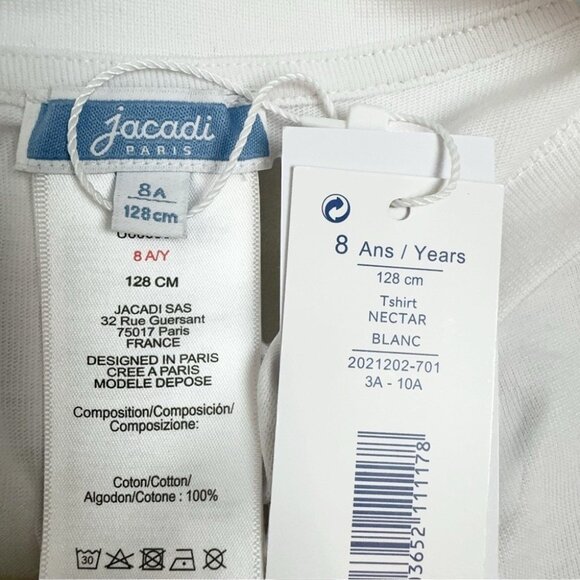 jacadi
PARIS
8A
128cm
8 A/Y
128 CM
JACADI SAS
32 Rue Guersant
75017 Paris
FRANCE
DESIGNED IN PARIS
CREE A PARIS
MODELE DEPOSE
Composition/Composición/
Composizione:
Coton/Cotton/
Algodon/Cotone : 100%
30
8 Ans / Years
128 cm
Tshirt
NECTAR
BLANC
2021202-701
3A - 10A
03652 111178